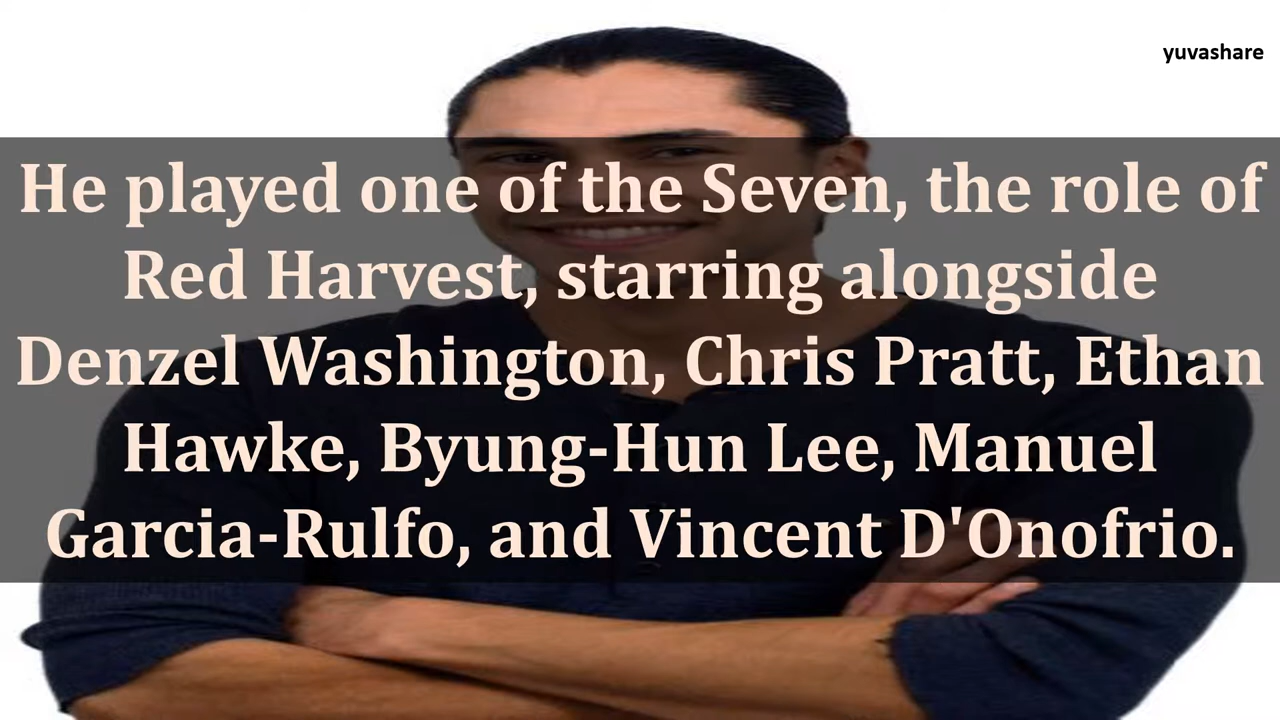 yuvashare
He played one of the Seven, the role of
Red Harvest, starring alongside
Denzel Washington, Chris Pratt, Ethan
Hawke, Byung-Hun Lee, Manuel
Garcia-Rulfo, and Vincent D'Onofrio.